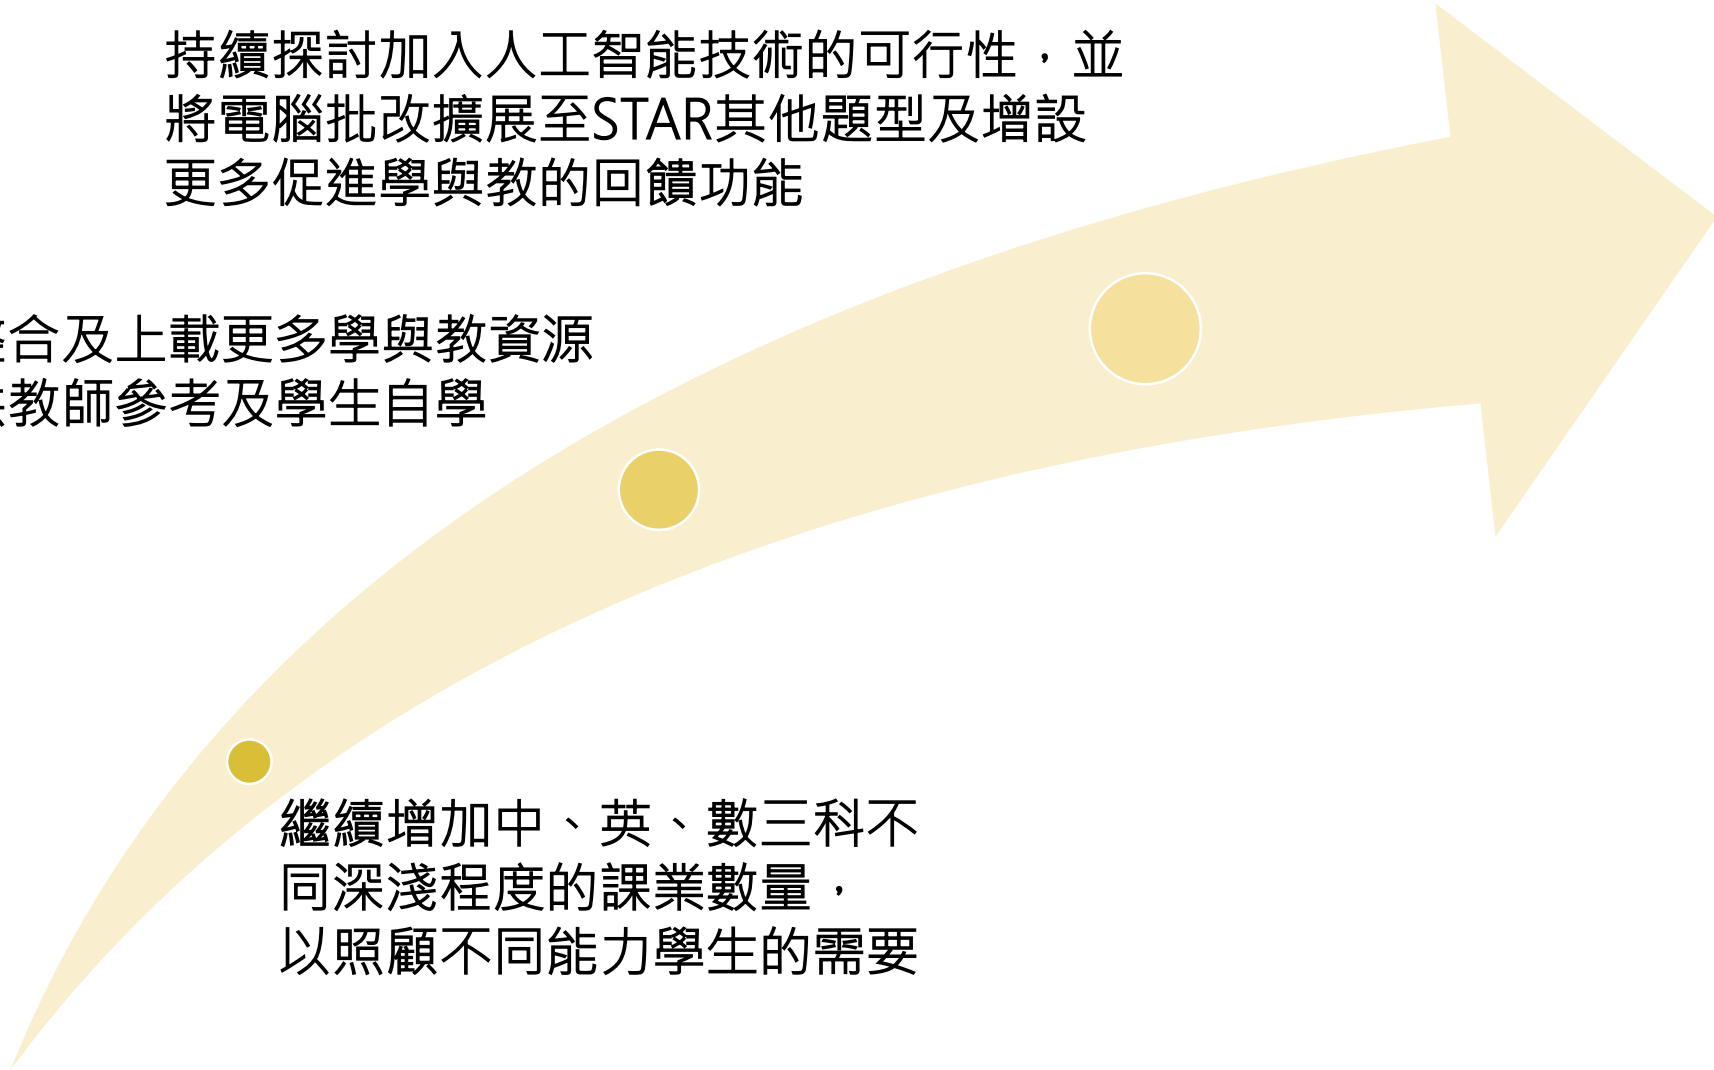 持續探討加入人工智能技術的可行性，並
將電腦批改擴展至STAR其他題型及增設
更多促進學與教的回饋功能
合及上載更多學與教資源
教師參考及學生自學
繼續增加中、英、數三科不
同深淺程度的課業數量，
以照顧不同能力學生的需要